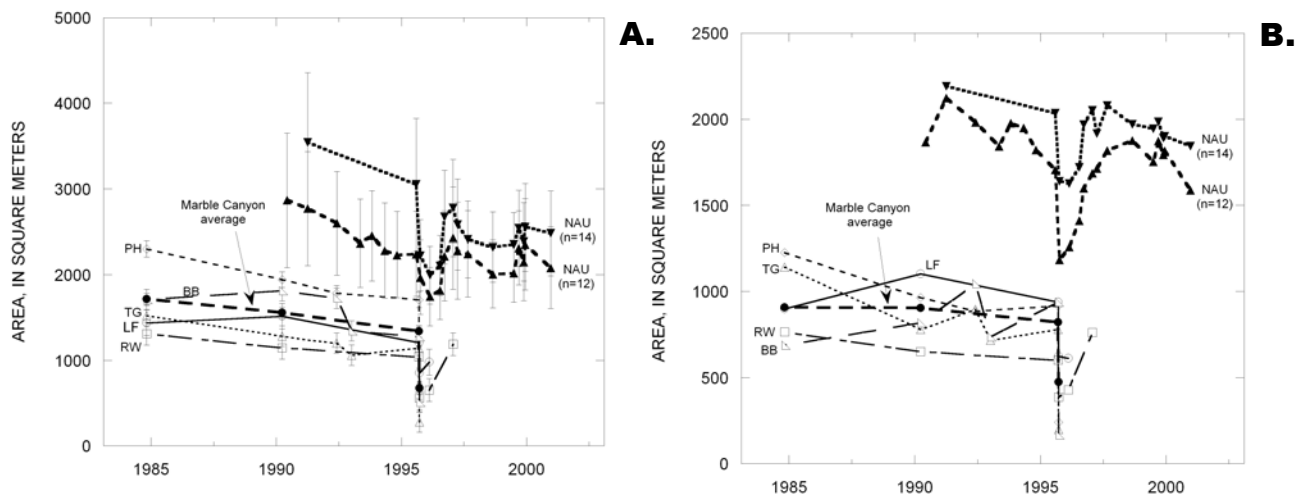 A.
AREA, IN SQUARE METERS
5000
4000
3000
2000
1000
0
1985
1990
1995
2000
Marble Canyon
average
PH
BB
TG
LF
RW
NAU
(n=14)
NAU
(n=12)
B.
AREA, IN SQUARE METERS
2500
2000
1500
1000
500
0
1985
1990
1995
2000
Marble Canyon
average
PH
TG
LF
RW
BB
NAU
(n=14)
NAU
(n=12)